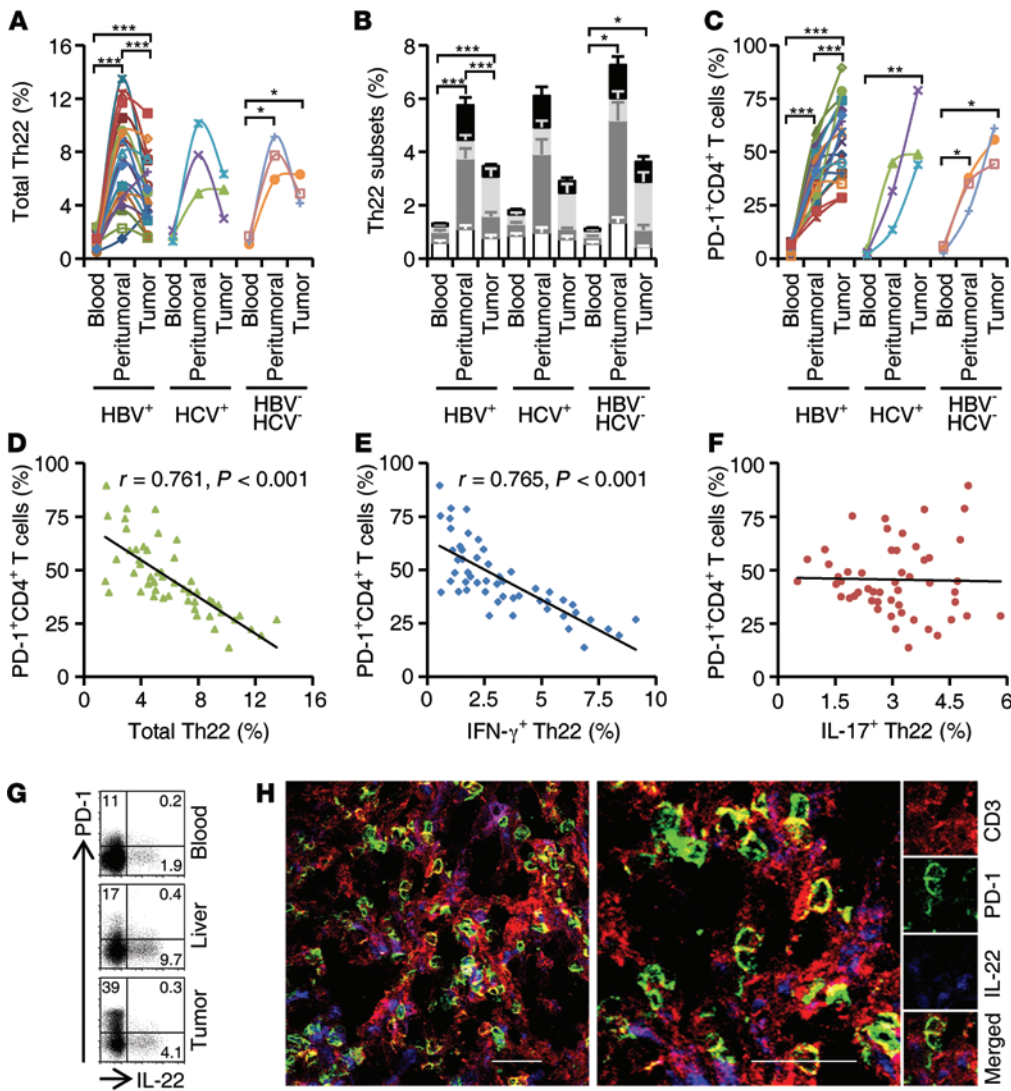 A
Total Th22 (%)
16
12
8
4
0
***
***
***
*
*
Blood
Peritumoral
Tumor
Blood
Peritumoral
Tumor
Blood
Peritumoral
Tumor
HBV+
HCV+
HBV-
HCV-
B
Th22 subsets (%)
8
6
4
2
0
***
***
***
*
*
Blood
Peritumoral
Tumor
Blood
Peritumoral
Tumor
Blood
Peritumoral
Tumor
HBV+
HCV+
HBV-
HCV-
C
PD-1+CD4+ T cells (%)
100
75
50
25
0
***
***
***
**
*
*
Blood
Peritumoral
Tumor
Blood
Peritumoral
Tumor
Blood
Peritumoral
Tumor
HBV+
HCV+
HBV-
HCV-
D
PD-1+CD4+ T cells (%)
100
75
50
25
0
r = 0.761, P < 0.001
0 4 8 12 16
Total Th22 (%)
E
PD-1+CD4+ T cells (%)
100
75
50
25
0
r = 0.765, P < 0.001
0 2.5 5 7.5 10
IFN-γ+ Th22 (%)
F
PD-1+CD4+ T cells (%)
100
75
50
25
0
0 1.5 3 4.5 6
IL-17+ Th22 (%)
G
PD-1
11 0.2
1.9
Blood
17 0.4
9.7
Liver
39 0.3
4.1
Tumor
IL-22
H
CD3
PD-1
IL-22
Merged